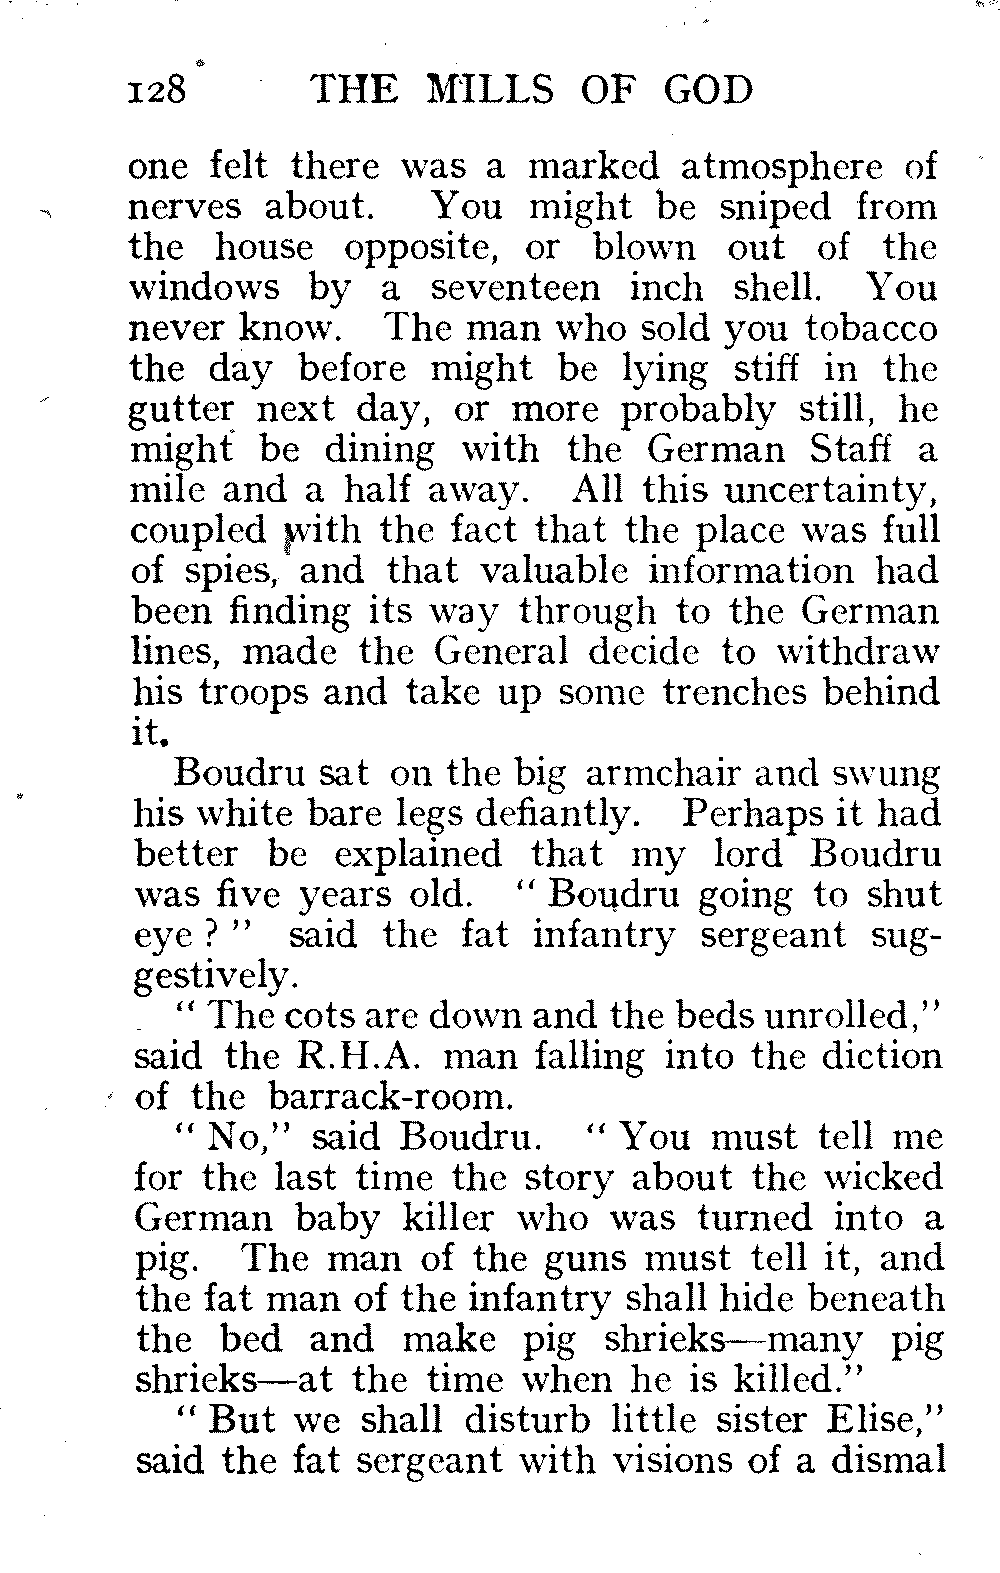 128 THE MILLS OF GOD
one felt there was a marked atmosphere of
nerves about. You might be sniped from
the house opposite, or blown out of the
windows by a seventeen inch shell. You
never know. The man who sold you tobacco
the day before might be lying stiff in the
gutter next day, or more probably still, he
might be dining with the German Staff a
mile and a half away. All this uncertainty,
coupled with the fact that the place was full
of spies, and that valuable information had
been finding its way through to the German
lines, made the General decide to withdraw
his troops and take up some trenches behind
it.
Boudru sat on the big armchair and swung
his white bare legs defiantly. Perhaps it had
better be explained that my lord Boudru
was five years old. “ Boudru going to shut
eye ? ” said the fat infantry sergeant sug-
gestively.
“ The cots are down and the beds unrolled,”
said the R.H.A. man falling into the diction
of the barrack-room.
“ No,” said Boudru. “ You must tell me
for the last time the story about the wicked
German baby killer who was turned into a
pig. The man of the guns must tell it, and
the fat man of the infantry shall hide beneath
the bed and make pig shrieks—many pig
shrieks—at the time when he is killed.”
“ But we shall disturb little sister Elise,”
said the fat sergeant with visions of a dismal